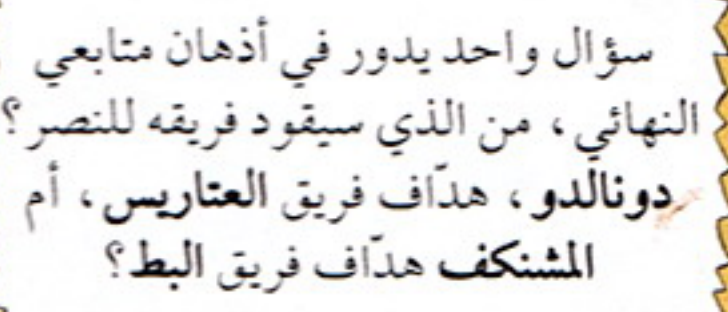 سؤال واحد يدور في أذهان متابعي
النهائي، من الذي سيقود فريقه للنصر؟
دونالدو، هدّاف فريق العتاريس، أم
المشنكف هدّاف فريق البط؟